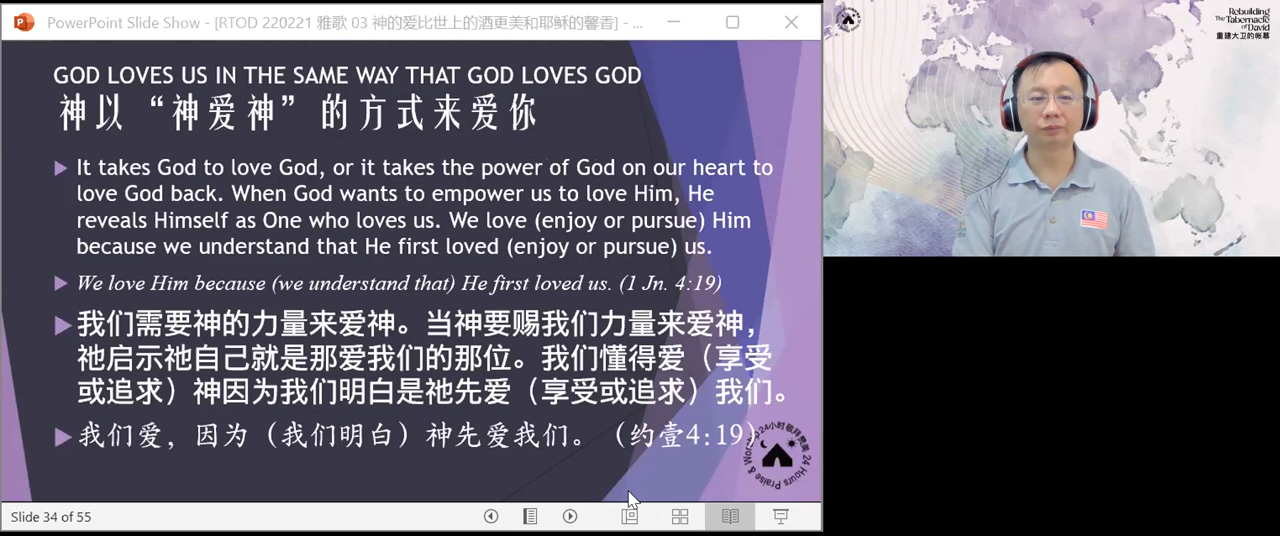 PowerPoint Slide Show - [RTOD 220221 雅歌 03 神的爱比世上的酒更美和耶稣的馨香] - ...
GOD LOVES US IN THE SAME WAY THAT GOD LOVES GOD
神以“神爱神”的方式来爱你
It takes God to love God, or it takes the power of God on our heart to
love God back. When God wants to empower us to love Him, He
reveals Himself as One who loves us. We love (enjoy or pursue) Him
because we understand that He first loved (enjoy or pursue) us.
We love Him because (we understand that) He first loved us. (1 Jn. 4:19)
我们需要神的力量来爱神。当神要赐我们力量来爱神，
祂启示祂自己就是那爱我们的那位。我们懂得爱（享受
或追求）神因为我们明白是祂先爱（享受或追求）我们。
我们爱，因为（我们明白）神先爱我们。（约壹4:19）
24小时敬拜赞美 24 Hours Praise & Worship
Slide 34 of 55
Rebuilding
The Tabernacle
of David
重建大卫的帐幕